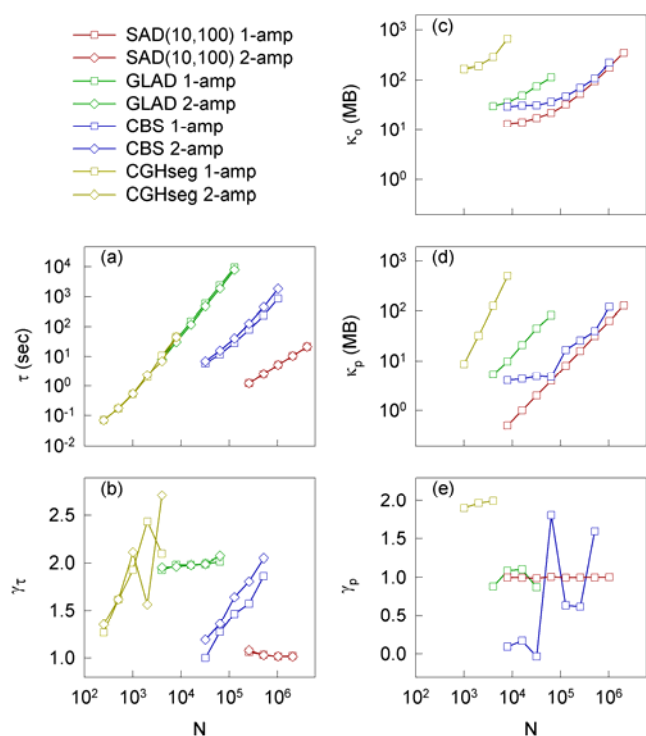 SAD(10,100) 1-amp
SAD(10,100) 2-amp
GLAD 1-amp
GLAD 2-amp
CBS 1-amp
CBS 2-amp
CGHseg 1-amp
CGHseg 2-amp
(c)
10³
10²
10¹
10⁰
κₒ (MB)
(a)
10⁴
10³
10²
10¹
10⁰
10⁻¹
10⁻²
τ (sec)
(d)
10³
10²
10¹
10⁰
κₚ (MB)
(b)
2.5
2.0
1.5
1.0
γτ
10² 10³ 10⁴ 10⁵ 10⁶
N
(e)
2.0
1.5
1.0
0.5
0.0
γₚ
10² 10³ 10⁴ 10⁵ 10⁶
N